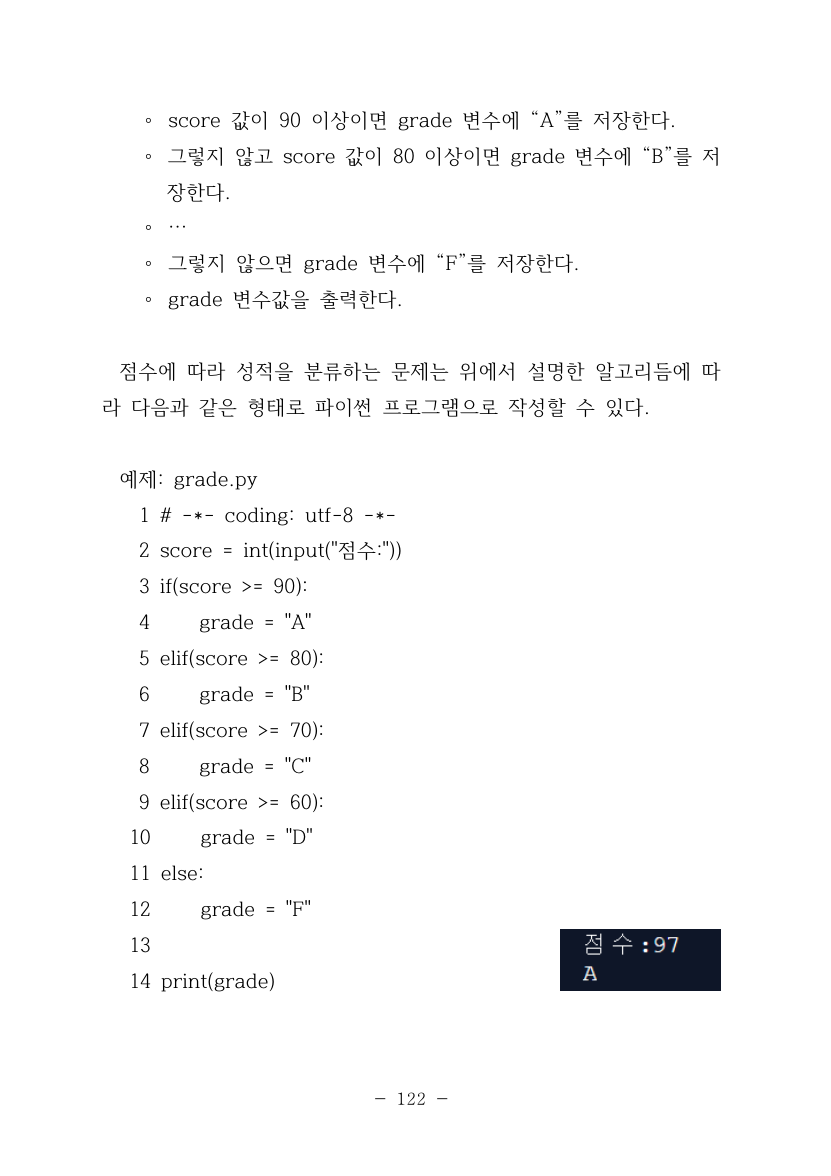 ◦ score 값이 90 이상이면 grade 변수에 “A”를 저장한다.
◦ 그렇지 않고 score 값이 80 이상이면 grade 변수에 “B”를 저
장한다.
◦ …
◦ 그렇지 않으면 grade 변수에 “F”를 저장한다.
◦ grade 변수값을 출력한다.
점수에 따라 성적을 분류하는 문제는 위에서 설명한 알고리듬에 따
라 다음과 같은 형태로 파이썬 프로그램으로 작성할 수 있다.
예제: grade.py
1 # -*- coding: utf-8 -*-
2 score = int(input("점수:"))
3 if(score >= 90):
4     grade = "A"
5 elif(score >= 80):
6     grade = "B"
7 elif(score >= 70):
8     grade = "C"
9 elif(score >= 60):
10     grade = "D"
11 else:
12     grade = "F"
13
14 print(grade)
점수:97
A
- 122 -